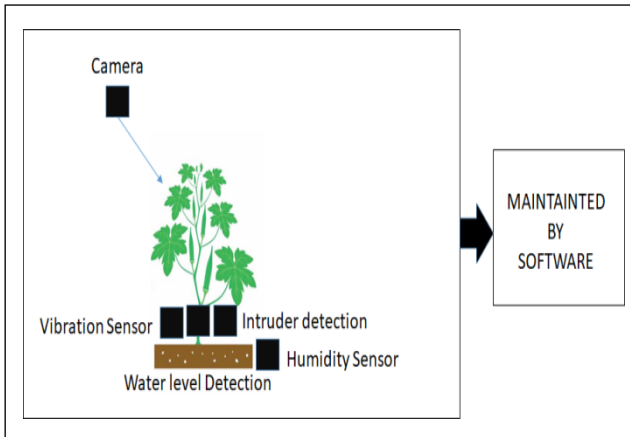 Camera
Vibration Sensor
Intruder detection
Humidity Sensor
Water level Detection
MAINTAINTED
BY
SOFTWARE